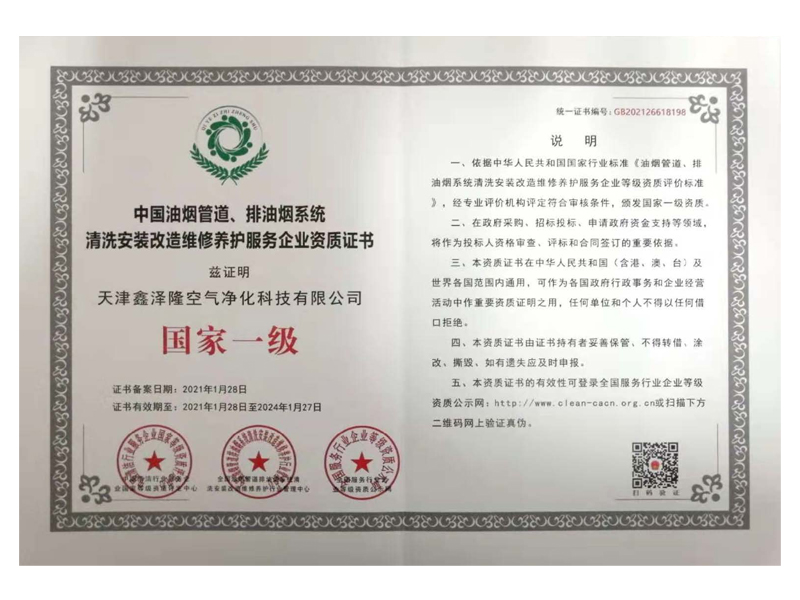 QI YE ZI ZHI ZHENG SHU
中国油烟管道、排油烟系统
清洗安装改造维修养护服务企业资质证书
兹证明
天津鑫泽隆空气净化科技有限公司
国家一级
证书备案日期：2021年1月28日
证书有效期至：2021年1月28日至2024年1月27日
统一证书编号：GB202126618198
说 明
一、依据中华人民共和国国家行业标准《油烟管道、排
油烟系统清洗安装改造维修养护服务企业等级资质评价标准
》，经专业评价机构评定符合审核条件，颁发国家一级资质。
二、在政府采购、招标投标、申请政府资金支持等领域，
将作为投标人资格审查、评标和合同签订的重要依据。
三、本资质证书在中华人民共和国（含港、澳、台）及
世界各国范围内通用，可作为各国政府行政事务和企业经营
活动中作重要资质证明之用，任何单位和个人不得以任何借
口拒绝。
四、本资质证书由证书持有者妥善保管、不得转借、涂
改、撕毁、如有遗失应及时申报。
五、本资质证书的有效性可登录全国服务行业企业等级
资质公示网：http://www.clean-cacn.org.cn或扫描下方
二维码网上验证真伪。
扫码验证